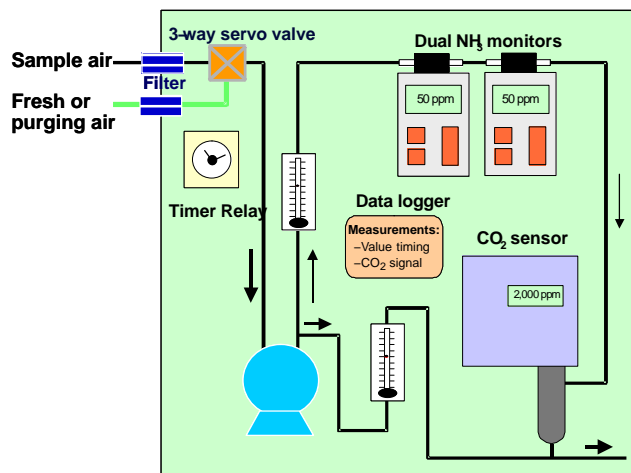 3-way servo valve
Sample air
Filter
Fresh or
purging air
Timer Relay
Dual NH3 monitors
50 ppm
50 ppm
Data logger
Measurements:
–Value timing
–CO2 signal
CO2 sensor
2,000 ppm